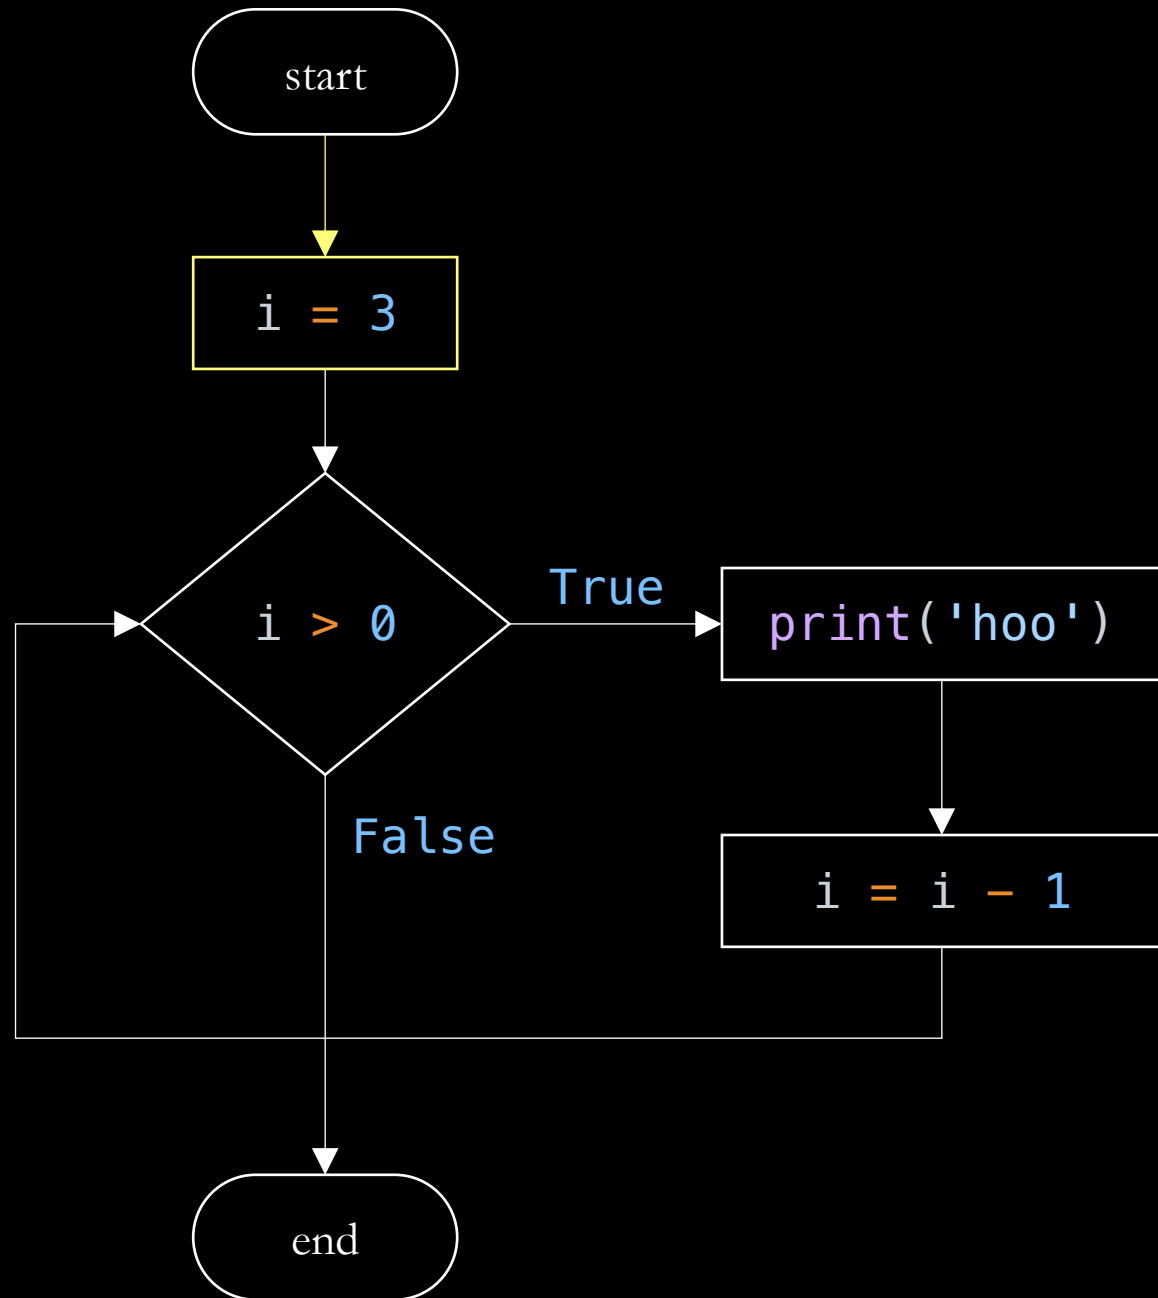 start
i = 3
i > 0
True
print('hoo')
False
i = i − 1
end